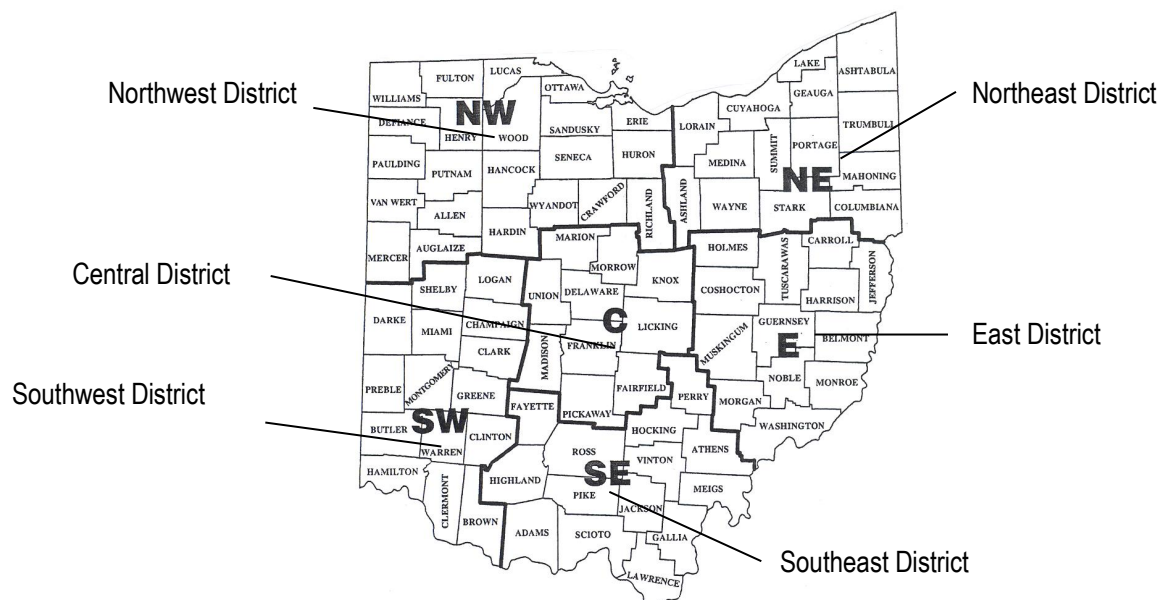 Northwest District
Northeast District
Central District
East District
Southwest District
Southeast District
NW
NE
C
E
SW
SE
WILLIAMS
FULTON
LUCAS
OTTAWA
DEFIANCE
HENRY
WOOD
SANDUSKY
ERIE
PAULDING
PUTNAM
HANCOCK
SENECA
HURON
VAN WERT
ALLEN
WYANDOT
CRAWFORD
RICHLAND
MERCER
AUGLAIZE
HARDIN
LORAIN
CUYAHOGA
LAKE
GEAUGA
ASHTABULA
TRUMBULL
MEDINA
SUMMIT
PORTAGE
MAHONING
ASHLAND
WAYNE
STARK
COLUMBIANA
MARION
MORROW
KNOX
UNION
DELAWARE
LICKING
MADISON
FRANKLIN
FAIRFIELD
PICKAWAY
HOLMES
TUSCARAWAS
CARROLL
JEFFERSON
COSHOCTON
HARRISON
MUSKINGUM
GUERNSEY
BELMONT
NOBLE
MONROE
MORGAN
WASHINGTON
LOGAN
SHELBY
DARKE
MIAMI
CHAMPAIGN
CLARK
PREBLE
MONTGOMERY
GREENE
BUTLER
WARREN
CLINTON
HAMILTON
CLERMONT
BROWN
FAYETTE
PERRY
HOCKING
ROSS
VINTON
ATHENS
HIGHLAND
PIKE
JACKSON
MEIGS
ADAMS
SCIOTO
GALLIA
LAWRENCE